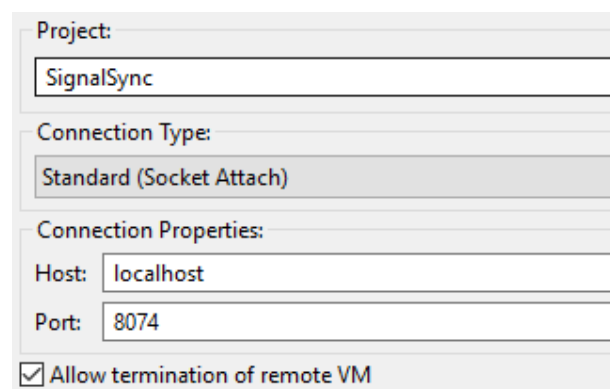 Project:
SignalSync
Connection Type:
Standard (Socket Attach)
Connection Properties:
Host: localhost
Port: 8074
Allow termination of remote VM